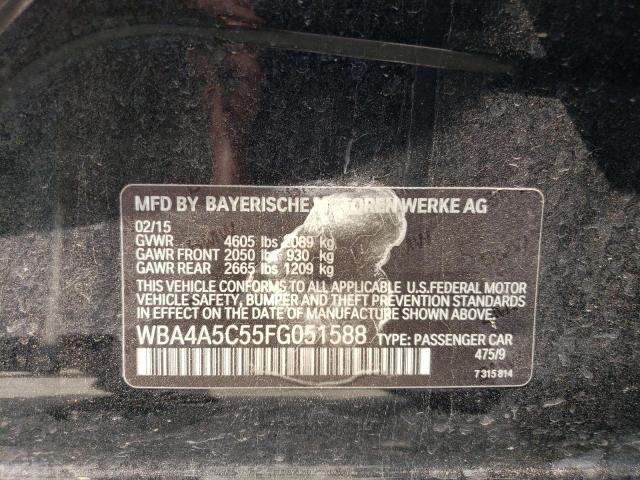 MFD BY BAYERISCHE MOTOREN WERKE AG
02/15
GVWR 4605 lbs 2089 kg
GAWR FRONT 2050 lbs 930 kg
GAWR REAR 2665 lbs 1209 kg
THIS VEHICLE CONFORMS TO ALL APPLICABLE U.S.FEDERAL MOTOR
VEHICLE SAFETY, BUMPER AND THEFT PREVENTION STANDARDS
IN EFFECT ON THE DATE OF MANUFACTURE SHOWN ABOVE.
WBA4A5C55FG051588 TYPE: PASSENGER CAR
475/9
7315814